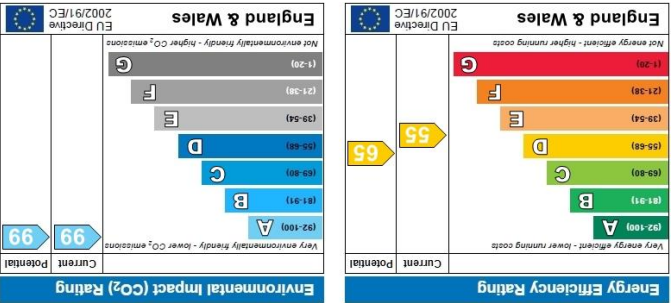 Energy Efficiency Rating
Current Potential
Very energy efficient - lower running costs
(92-100) A
(81-91) B
(69-80) C
(55-68) D
(39-54) E
(21-38) F
(1-20) G
Not energy efficient - higher running costs
55
65
England & Wales
EU Directive
2002/91/EC
Environmental Impact (CO₂) Rating
Current Potential
Very environmentally friendly - lower CO₂ emissions
(92-100) A
(81-91) B
(69-80) C
(55-68) D
(39-54) E
(21-38) F
(1-20) G
Not environmentally friendly - higher CO₂ emissions
99
99
England & Wales
EU Directive
2002/91/EC